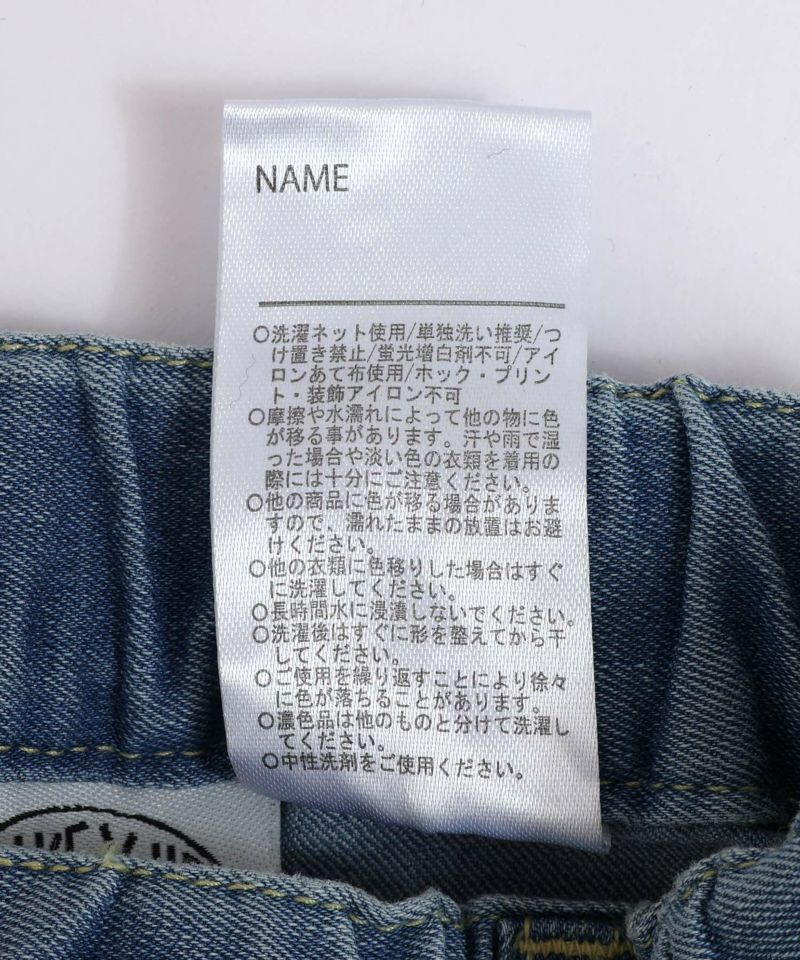 NAME
○洗濯ネット使用/単独洗い推奨/つ
け置き禁止/蛍光増白剤不可/アイ
ロンあて布使用/ホック・プリン
ト・装飾アイロン不可
○摩擦や水濡れによって他の物に色
が移る事があります。汗や雨で湿
った場合や淡い色の衣類を着用の
際には十分にご注意ください。
○他の商品に色が移る場合がありま
すので、濡れたままの放置はお避
けください。
○他の衣類に色移りした場合はすぐ
に洗濯してください。
○長時間水に浸漬しないでください。
○洗濯後はすぐに形を整えてから干
してください。
○ご使用を繰り返すことにより徐々
に色が落ちることがあります。
○濃色品は他のものと分けて洗濯し
てください。
○中性洗剤をご使用ください。